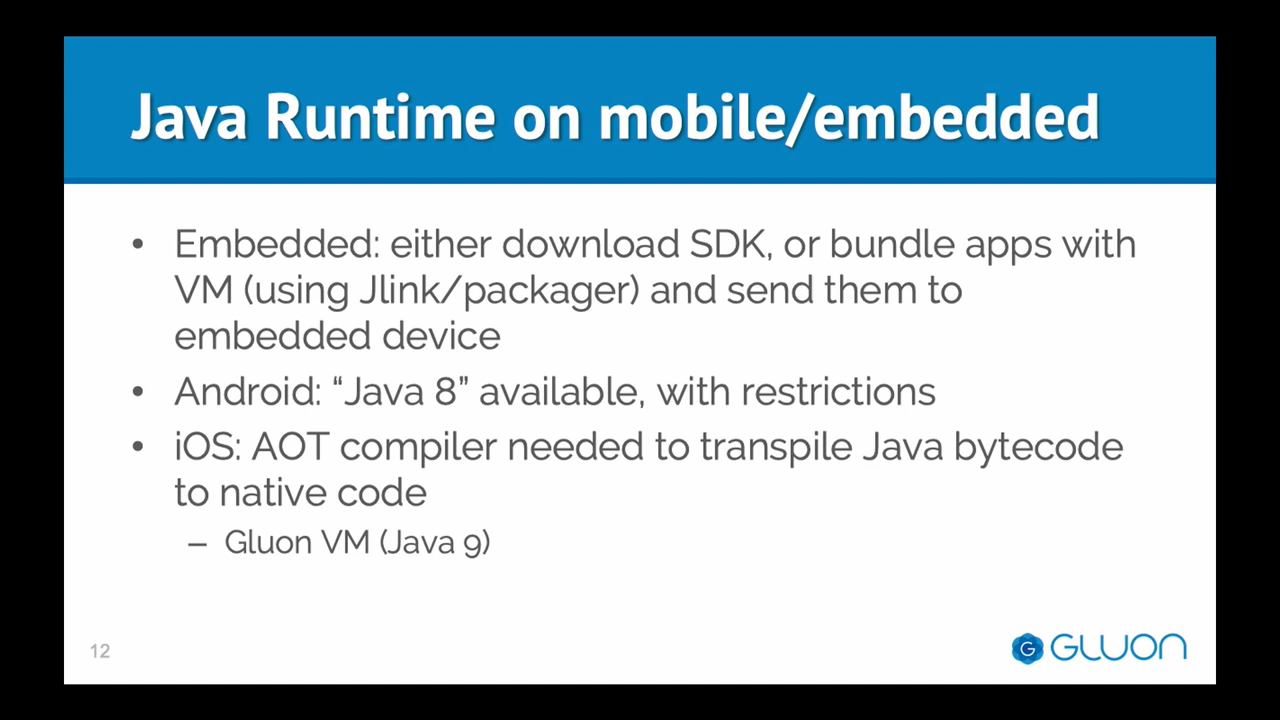 Java Runtime on mobile/embedded
• Embedded: either download SDK, or bundle apps with
VM (using Jlink/packager) and send them to
embedded device
• Android: “Java 8” available, with restrictions
• iOS: AOT compiler needed to transpile Java bytecode
to native code
– Gluon VM (Java 9)
12
G GLUON